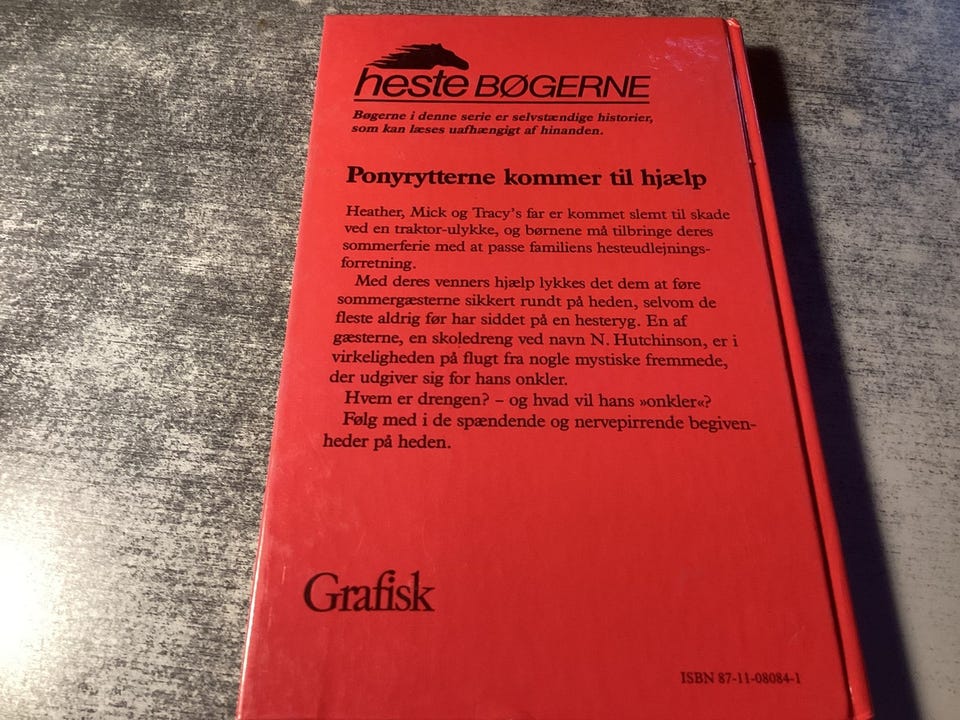 heste BØGERNE
Bøgerne i denne serie er selvstændige historier,
som kan læses uafhængigt af hinanden.
Ponyrytterne kommer til hjælp
Heather, Mick og Tracy's far er kommet slemt til skade
ved en traktor-ulykke, og børnene må tilbringe deres
sommerferie med at passe familiens hesteudlejnings-
forretning.
Med deres venners hjælp lykkes det dem at føre
sommergæsterne sikkert rundt på heden, selvom de
fleste aldrig før har siddet på en hesteryg. En af
gæsterne, en skoledreng ved navn N. Hutchinson, er i
virkeligheden på flugt fra nogle mystiske fremmede,
der udgiver sig for hans onkler.
Hvem er drengen? – og hvad vil hans »onkler«?
Følg med i de spændende og nervepirrende begiven-
heder på heden.
Grafisk
ISBN 87-11-08084-1